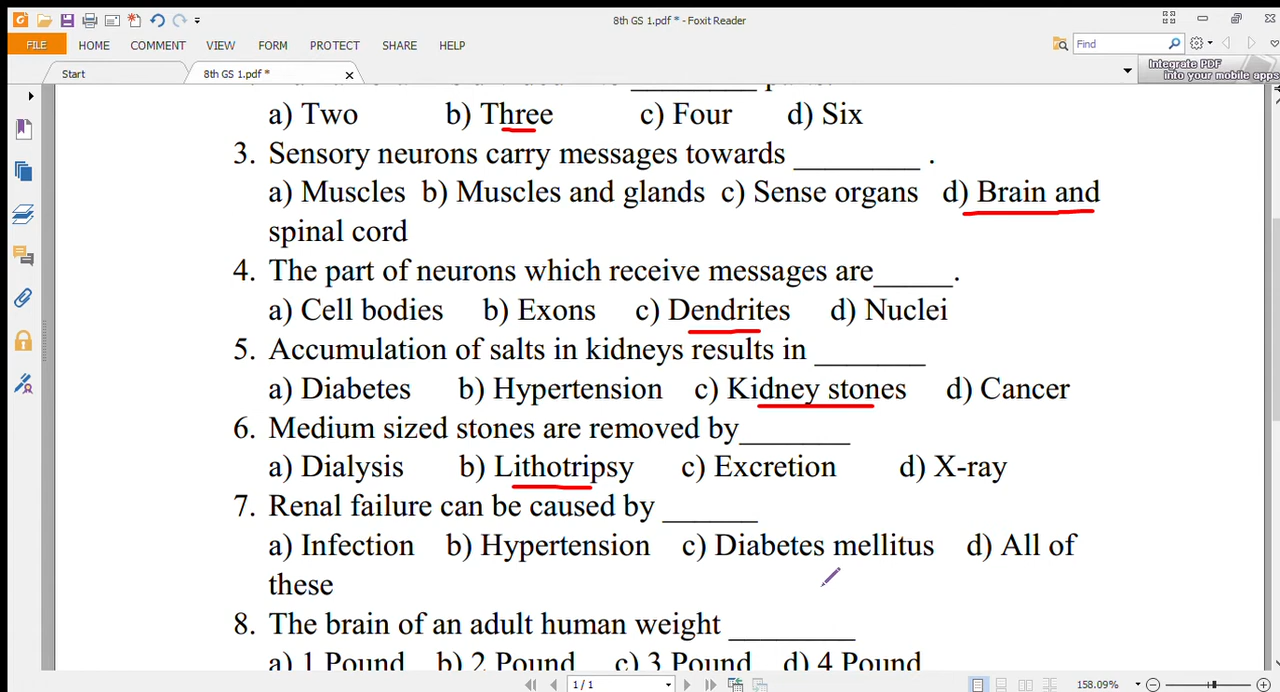 8th GS 1.pdf * - Foxit Reader
FILE HOME COMMENT VIEW FORM PROTECT SHARE HELP
Find
Start 8th GS 1.pdf *
Integrate PDF
into your mobile apps
a) Two b) Three c) Four d) Six
3. Sensory neurons carry messages towards _________ .
a) Muscles b) Muscles and glands c) Sense organs d) Brain and
spinal cord
4. The part of neurons which receive messages are_____.
a) Cell bodies b) Exons c) Dendrites d) Nuclei
5. Accumulation of salts in kidneys results in _______
a) Diabetes b) Hypertension c) Kidney stones d) Cancer
6. Medium sized stones are removed by_______
a) Dialysis b) Lithotripsy c) Excretion d) X-ray
7. Renal failure can be caused by ______
a) Infection b) Hypertension c) Diabetes mellitus d) All of
these
8. The brain of an adult human weight ________
a) 1 Pound b) 2 Pound c) 3 Pound d) 4 Pound
1 / 1
158.09%